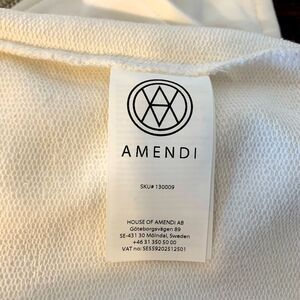 AMENDI
SKU# 130009
HOUSE OF AMENDI AB
Göteborgsvägen 89
SE-431 30 Mölndal, Sweden
+46 31 350 50 00
VAT no: SE559202512501